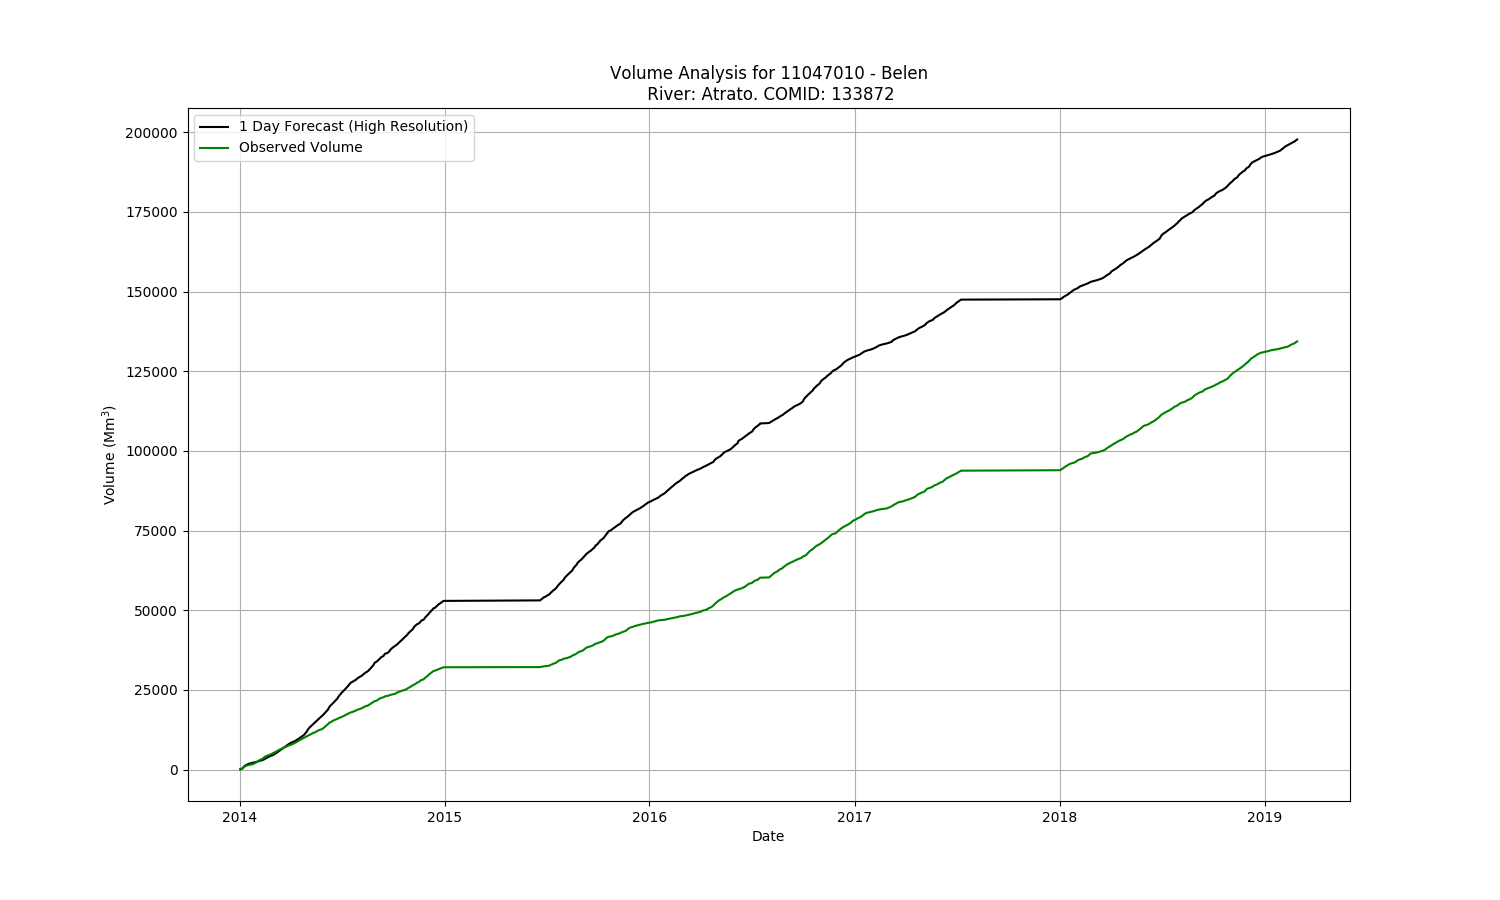 Volume Analysis for 11047010 - Belen
River: Atrato. COMID: 133872
1 Day Forecast (High Resolution)
Observed Volume
200000
175000
150000
125000
100000
75000
50000
25000
0
Volume (Mm³)
2014 2015 2016 2017 2018 2019
Date